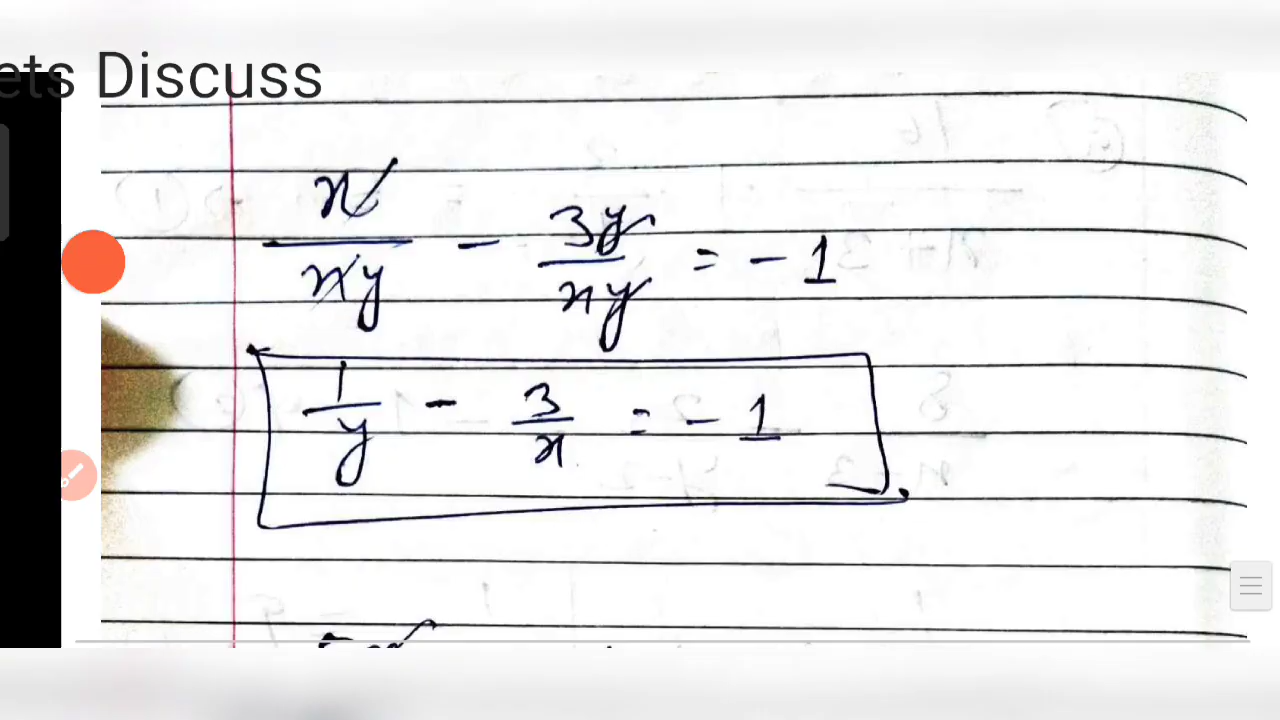 ets Discuss
x/xy - 3y/xy = - 1
1/y - 3/x = - 1